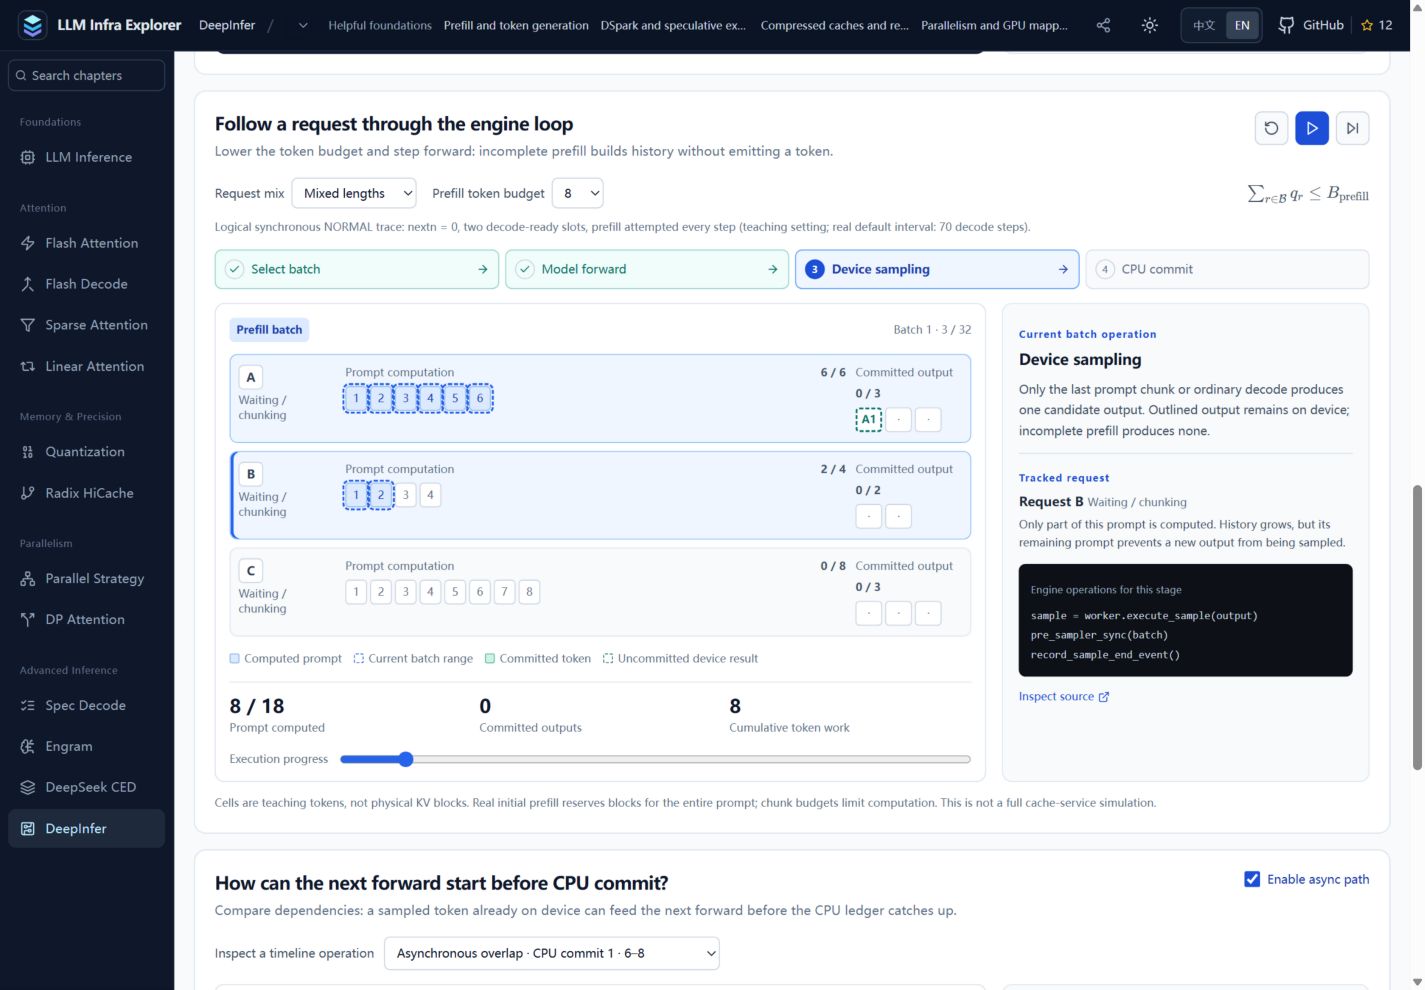 LLM Infra Explorer
DeepInfer /
Helpful foundations
Prefill and token generation
DSpark and speculative ex...
Compressed caches and re...
Parallelism and GPU mapp...
中文
EN
GitHub
12
Search chapters
Foundations
LLM Inference
Attention
Flash Attention
Flash Decode
Sparse Attention
Linear Attention
Memory & Precision
Quantization
Radix HiCache
Parallelism
Parallel Strategy
DP Attention
Advanced Inference
Spec Decode
Engram
DeepSeek CED
DeepInfer
Follow a request through the engine loop
Lower the token budget and step forward: incomplete prefill builds history without emitting a token.
Request mix
Mixed lengths
Prefill token budget
8
∑r∈B qr ≤ Bprefill
Logical synchronous NORMAL trace: nextn = 0, two decode-ready slots, prefill attempted every step (teaching setting; real default interval: 70 decode steps).
Select batch →
Model forward →
3 Device sampling →
4 CPU commit
Prefill batch
Batch 1 · 3 / 32
A
Waiting /
chunking
Prompt computation
6 / 6
1 2 3 4 5 6
Committed output
0 / 3
A1 · ·
B
Waiting /
chunking
Prompt computation
2 / 4
1 2 3 4
Committed output
0 / 2
· ·
C
Waiting /
chunking
Prompt computation
0 / 8
1 2 3 4 5 6 7 8
Committed output
0 / 3
· · ·
Computed prompt
Current batch range
Committed token
Uncommitted device result
8 / 18
Prompt computed
0
Committed outputs
8
Cumulative token work
Execution progress
Current batch operation
Device sampling
Only the last prompt chunk or ordinary decode produces
one candidate output. Outlined output remains on device;
incomplete prefill produces none.
Tracked request
Request B Waiting / chunking
Only part of this prompt is computed. History grows, but its
remaining prompt prevents a new output from being sampled.
Engine operations for this stage
sample = worker.execute_sample(output)
pre_sampler_sync(batch)
record_sample_end_event()
Inspect source
Cells are teaching tokens, not physical KV blocks. Real initial prefill reserves blocks for the entire prompt; chunk budgets limit computation. This is not a full cache-service simulation.
How can the next forward start before CPU commit?
Enable async path
Compare dependencies: a sampled token already on device can feed the next forward before the CPU ledger catches up.
Inspect a timeline operation
Asynchronous overlap · CPU commit 1 · 6–8